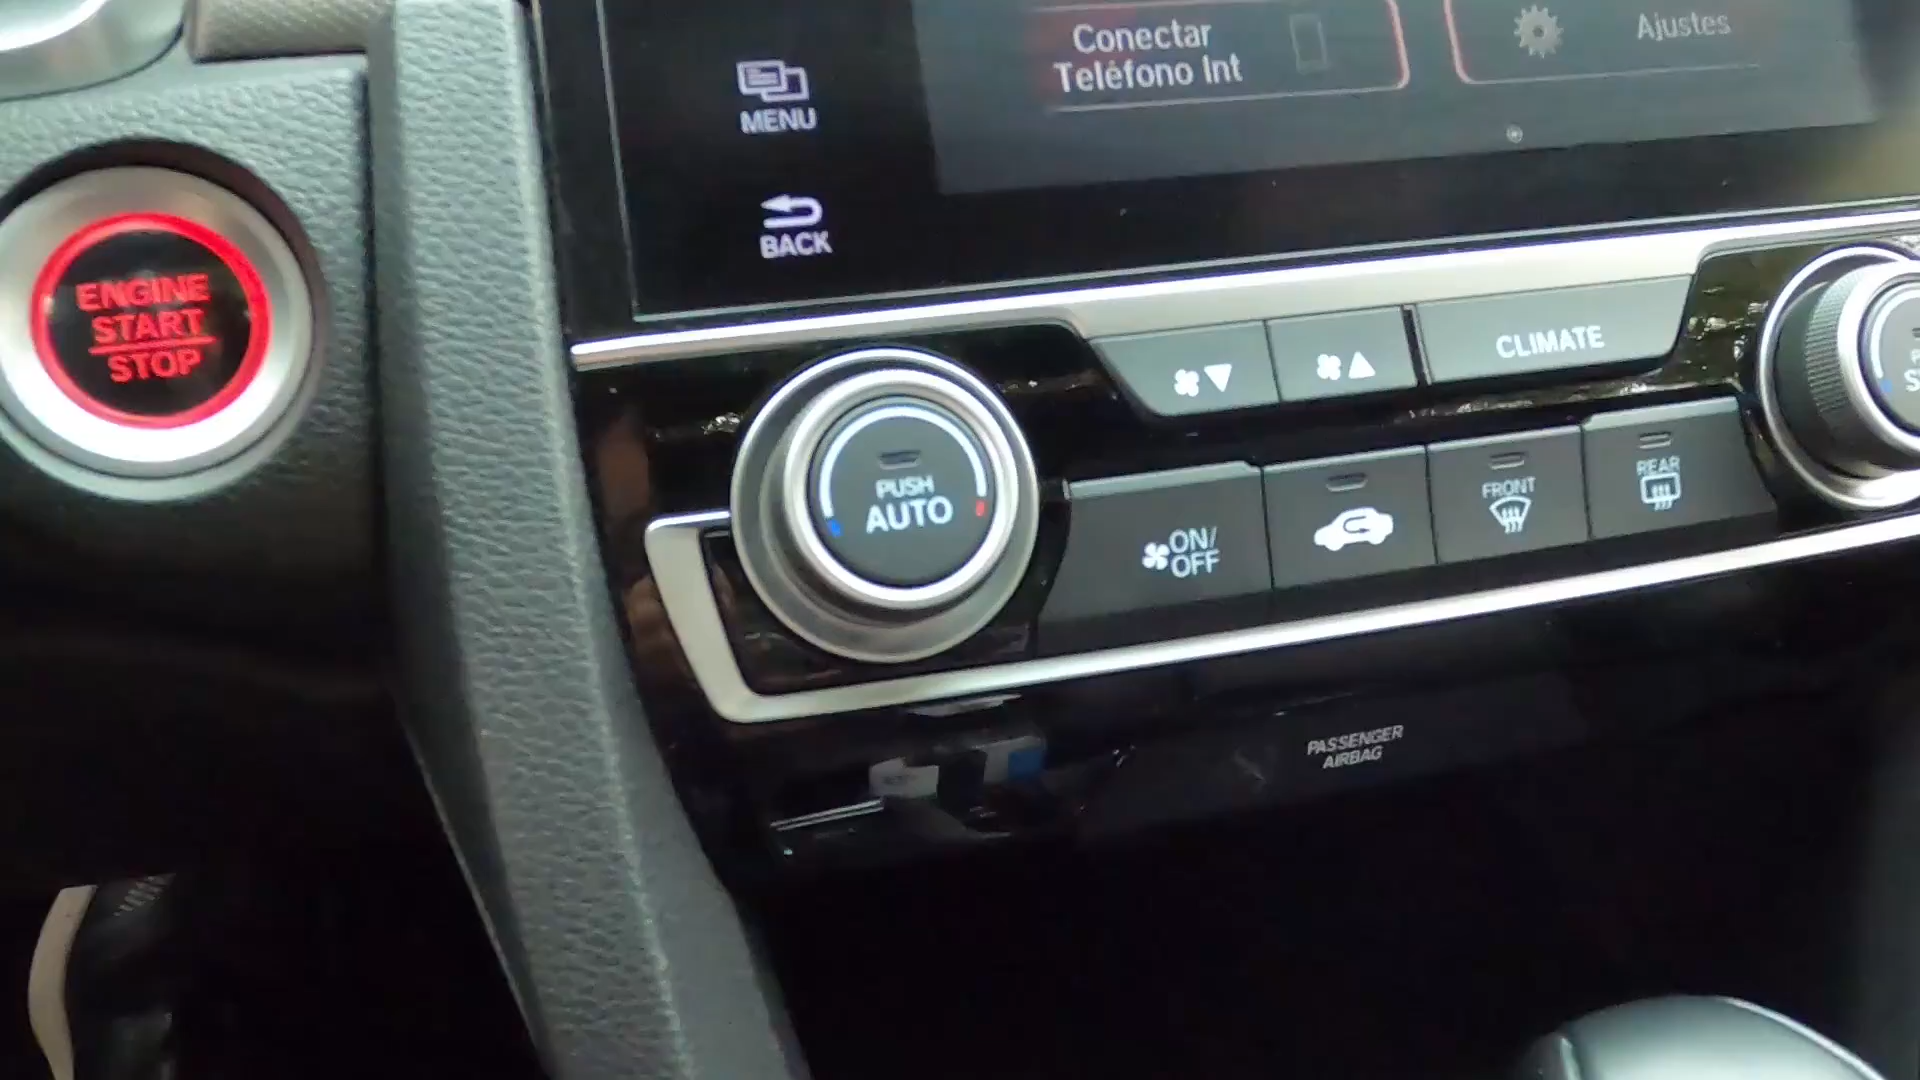 Conectar
Teléfono Int
Ajustes
MENU
BACK
ENGINE
START
STOP
CLIMATE
PUSH
AUTO
ON/
OFF
FRONT
REAR
PASSENGER
AIRBAG